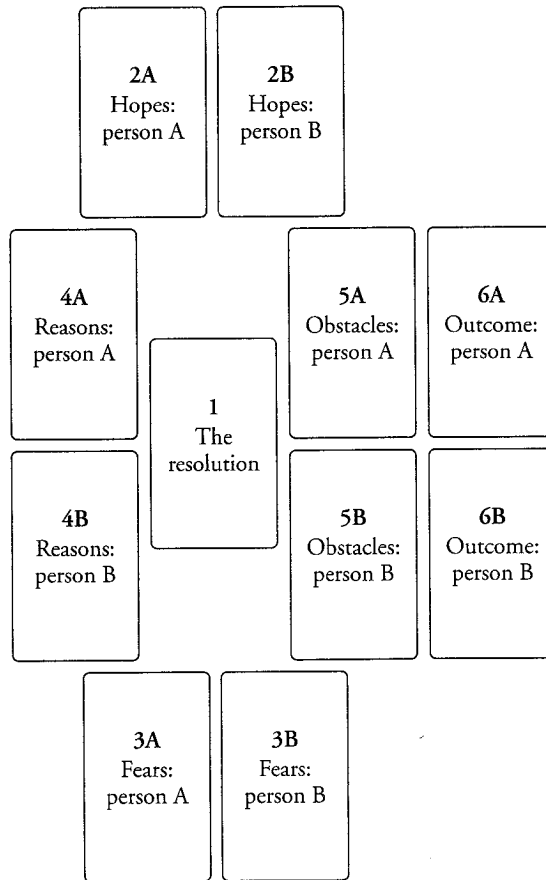 2A
Hopes:
person A
2B
Hopes:
person B
4A
Reasons:
person A
5A
Obstacles:
person A
6A
Outcome:
person A
1
The
resolution
4B
Reasons:
person B
5B
Obstacles:
person B
6B
Outcome:
person B
3A
Fears:
person A
3B
Fears:
person B